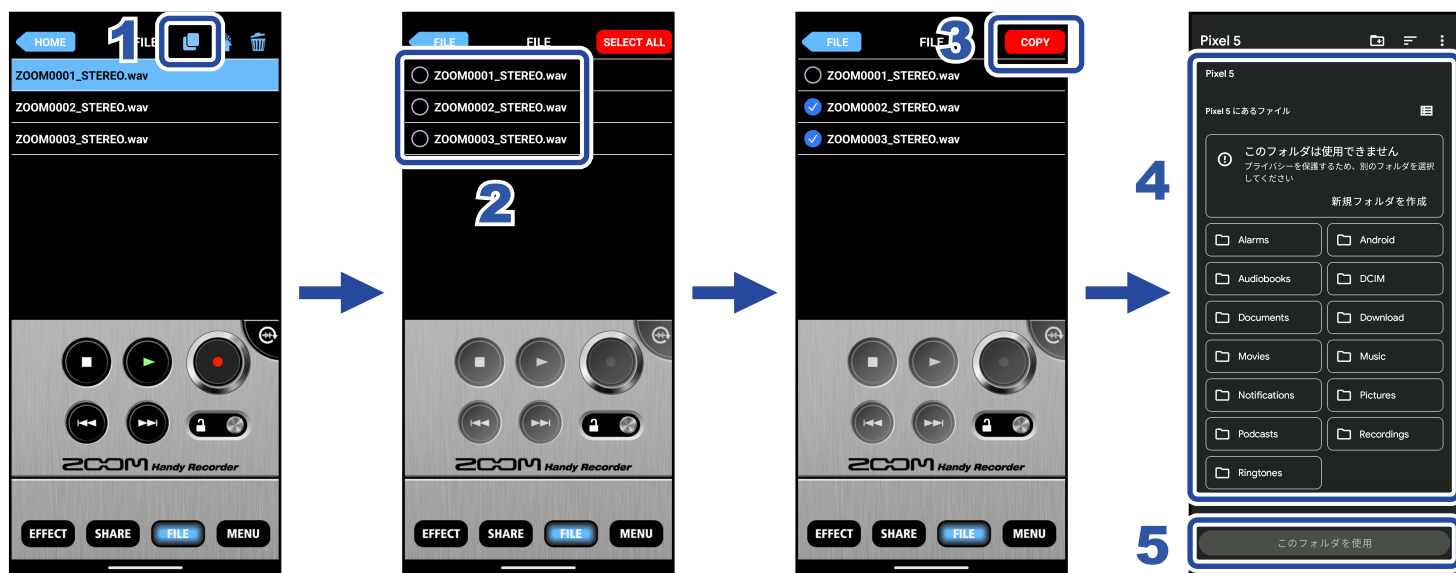 1
HOME
FILE
ZOOM0001_STEREO.wav
ZOOM0002_STEREO.wav
ZOOM0003_STEREO.wav
ZOOM Handy Recorder
EFFECT SHARE FILE MENU
FILE FILE SELECT ALL
ZOOM0001_STEREO.wav
ZOOM0002_STEREO.wav
ZOOM0003_STEREO.wav
2
ZOOM Handy Recorder
EFFECT SHARE FILE MENU
3
FILE FILE COPY
ZOOM0001_STEREO.wav
ZOOM0002_STEREO.wav
ZOOM0003_STEREO.wav
ZOOM Handy Recorder
EFFECT SHARE FILE MENU
Pixel 5
4
Pixel 5
Pixel 5 にあるファイル
このフォルダは使用できません
プライバシーを保護するため、別のフォルダを選択
してください
新規フォルダを作成
Alarms Android
Audiobooks DCIM
Documents Download
Movies Music
Notifications Pictures
Podcasts Recordings
Ringtones
5
このフォルダを使用